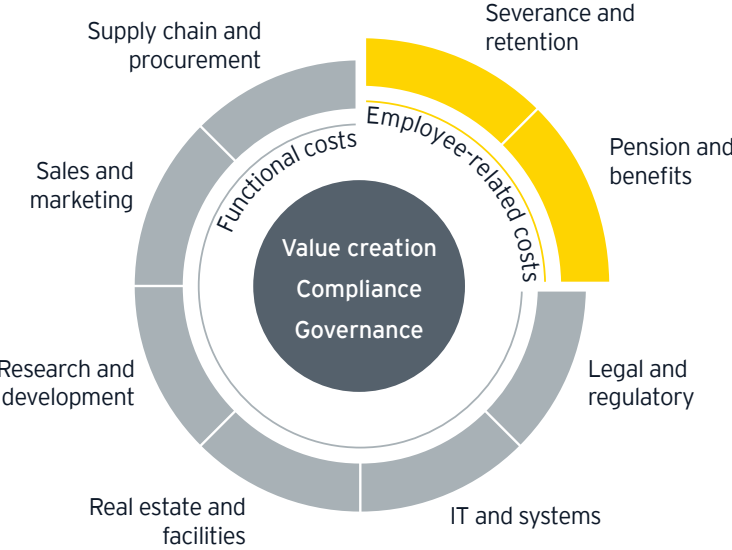 Severance and
retention
Pension and
benefits
Legal and
regulatory
IT and systems
Real estate and
facilities
Research and
development
Sales and
marketing
Supply chain and
procurement
Functional costs
Employee-related costs
Value creation
Compliance
Governance